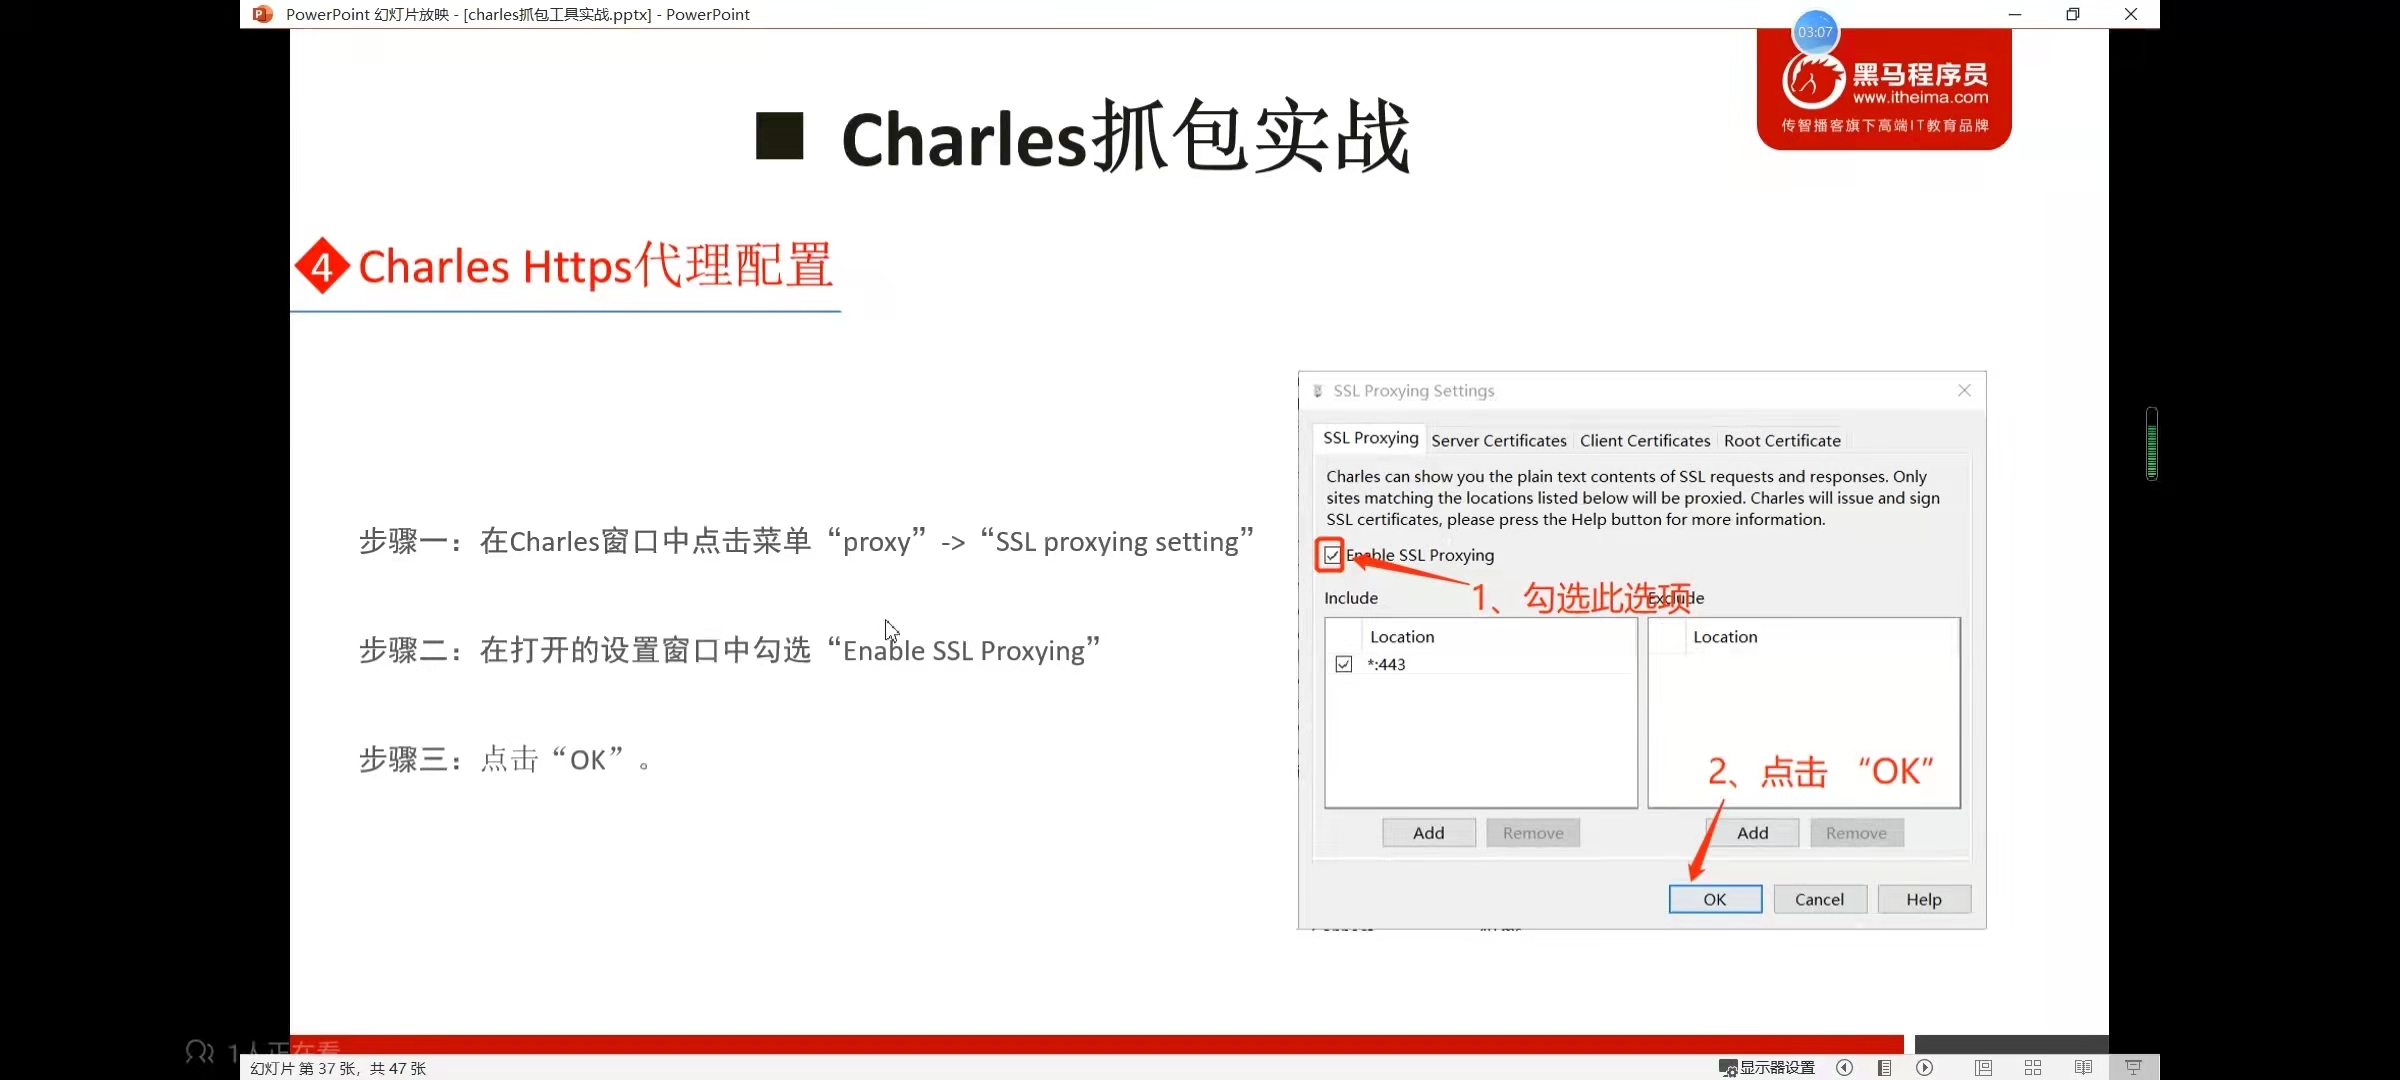 PowerPoint 幻灯片放映 - [charles抓包工具实战.pptx] - PowerPoint
03:07
黑马程序员
www.itheima.com
传智播客旗下高端IT教育品牌
Charles抓包实战
4 Charles Https代理配置
步骤一：在Charles窗口中点击菜单“proxy”->“SSL proxying setting”
步骤二：在打开的设置窗口中勾选“Enable SSL Proxying”
步骤三：点击“OK”。
SSL Proxying Settings
SSL Proxying Server Certificates Client Certificates Root Certificate
Charles can show you the plain text contents of SSL requests and responses. Only
sites matching the locations listed below will be proxied. Charles will issue and sign
SSL certificates, please press the Help button for more information.
Enable SSL Proxying
1、勾选此选项
Include Exclude
Location Location
*:443
2、点击 “OK”
Add Remove Add Remove
OK Cancel Help
1人正在看
幻灯片 第 37 张，共 47 张 显示器设置